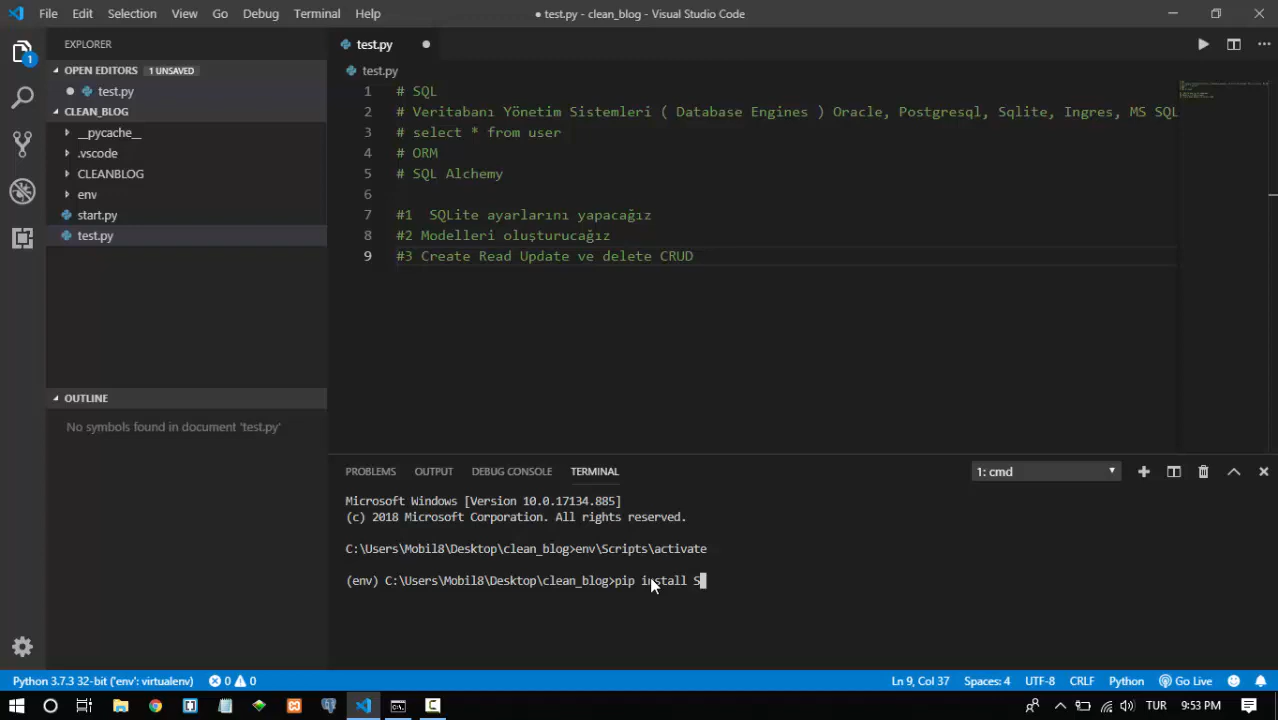 File Edit Selection View Go Debug Terminal Help
● test.py - clean_blog - Visual Studio Code
EXPLORER
1
OPEN EDITORS 1 UNSAVED
test.py
CLEAN_BLOG
__pycache__
.vscode
CLEANBLOG
env
start.py
test.py
OUTLINE
No symbols found in document 'test.py'
test.py
test.py
1 # SQL
2 # Veritabanı Yönetim Sistemleri ( Database Engines ) Oracle, Postgresql, Sqlite, Ingres, MS SQL
3 # select * from user
4 # ORM
5 # SQL Alchemy
6
7 #1  SQLite ayarlarını yapacağız
8 #2 Modelleri oluşturucağız
9 #3 Create Read Update ve delete CRUD
PROBLEMS OUTPUT DEBUG CONSOLE TERMINAL
1: cmd
Microsoft Windows [Version 10.0.17134.885]
(c) 2018 Microsoft Corporation. All rights reserved.
C:\Users\Mobil8\Desktop\clean_blog>env\Scripts\activate
(env) C:\Users\Mobil8\Desktop\clean_blog>pip install S
Python 3.7.3 32-bit ('env': virtualenv) 0 0
Ln 9, Col 37 Spaces: 4 UTF-8 CRLF Python Go Live
TUR 9:53 PM